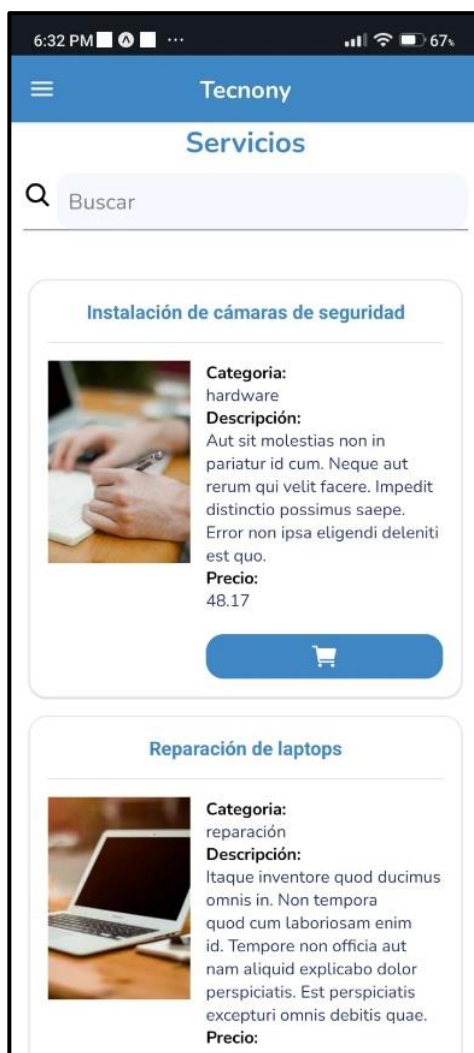 6:32 PM ... 67%
Tecnony
Servicios
Buscar
Instalación de cámaras de seguridad
Categoria:
hardware
Descripción:
Aut sit molestias non in
pariatur id cum. Neque aut
rerum qui velit facere. Impedit
distinctio possimus saepe.
Error non ipsa eligendi deleniti
est quo.
Precio:
48.17
Reparación de laptops
Categoria:
reparación
Descripción:
Itaque inventore quod ducimus
omnis in. Non tempora
quod cum laboriosam enim
id. Tempore non officia aut
nam aliquid explicabo dolor
perspiciatis. Est perspiciatis
excepturi omnis debitis quae.
Precio: